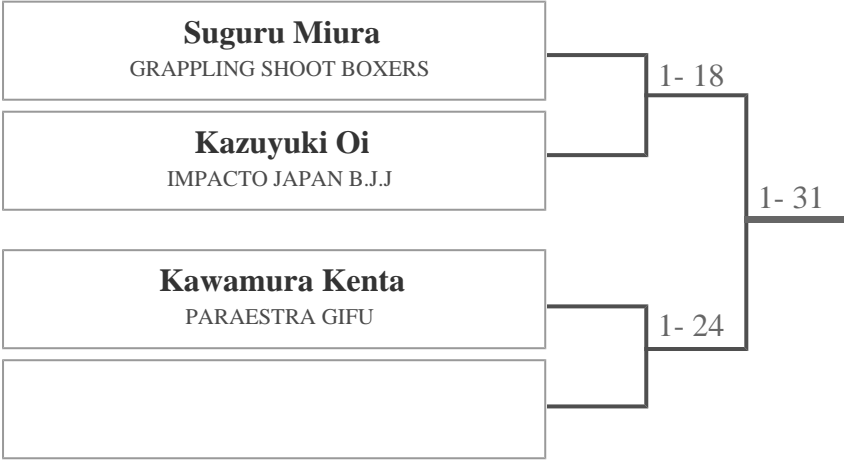 Suguru Miura
GRAPPLING SHOOT BOXERS
1- 18
Kazuyuki Oi
IMPACTO JAPAN B.J.J
1- 31
Kawamura Kenta
PARAESTRA GIFU
1- 24